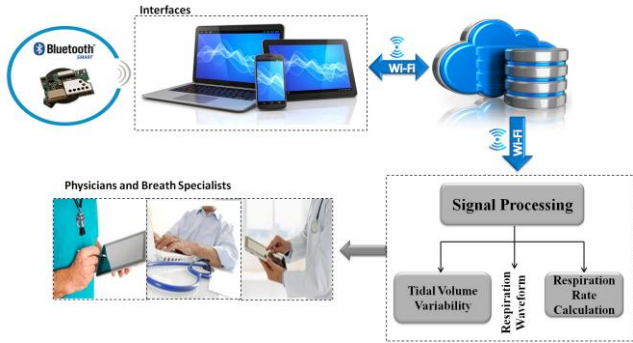 Interfaces
Bluetooth®
SMART
Wi-Fi
Wi-Fi
Physicians and Breath Specialists
Signal Processing
Tidal Volume
Variability
Respiration
Waveform
Respiration
Rate
Calculation